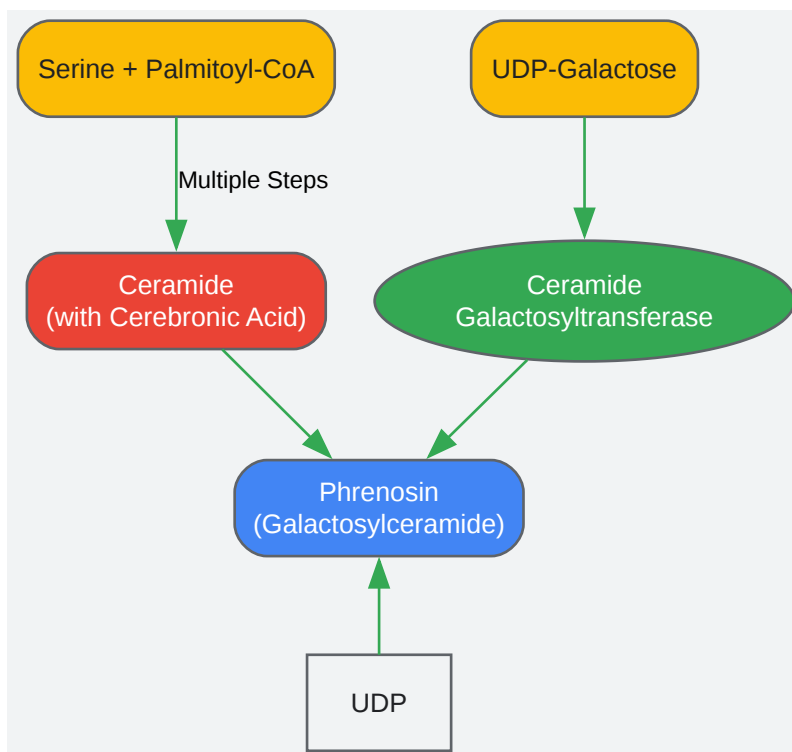 Serine + Palmitoyl-CoA
UDP-Galactose
Multiple Steps
Ceramide
(with Cerebronic Acid)
Ceramide
Galactosyltransferase
Phrenosin
(Galactosylceramide)
UDP